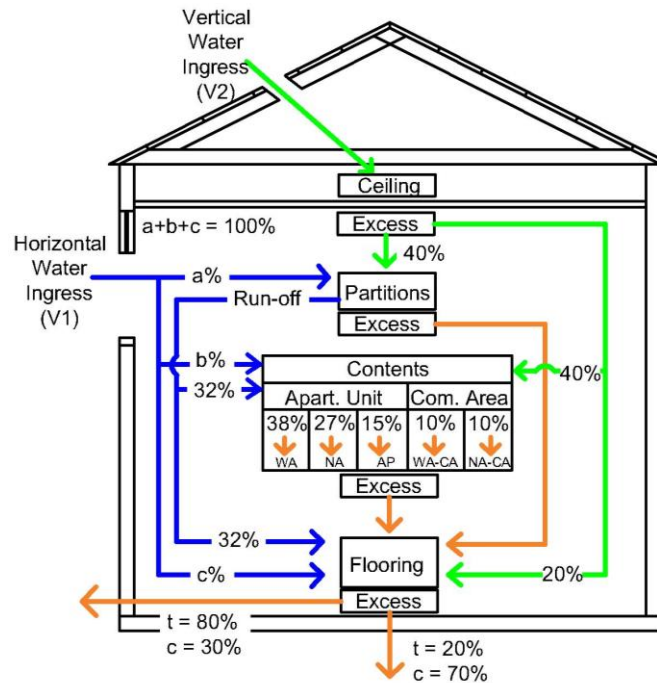 Vertical
Water
Ingress
(V2)
Ceiling
Excess
a+b+c = 100%
40%
Horizontal
Water
Ingress
(V1)
a%
Partitions
Run-off
Excess
Contents
b%
40%
32%
Apart. Unit
Com. Area
38% 27% 15% 10% 10%
WA NA AP WA-CA NA-CA
Excess
32%
Flooring
c%
20%
Excess
t = 80%
c = 30%
t = 20%
c = 70%